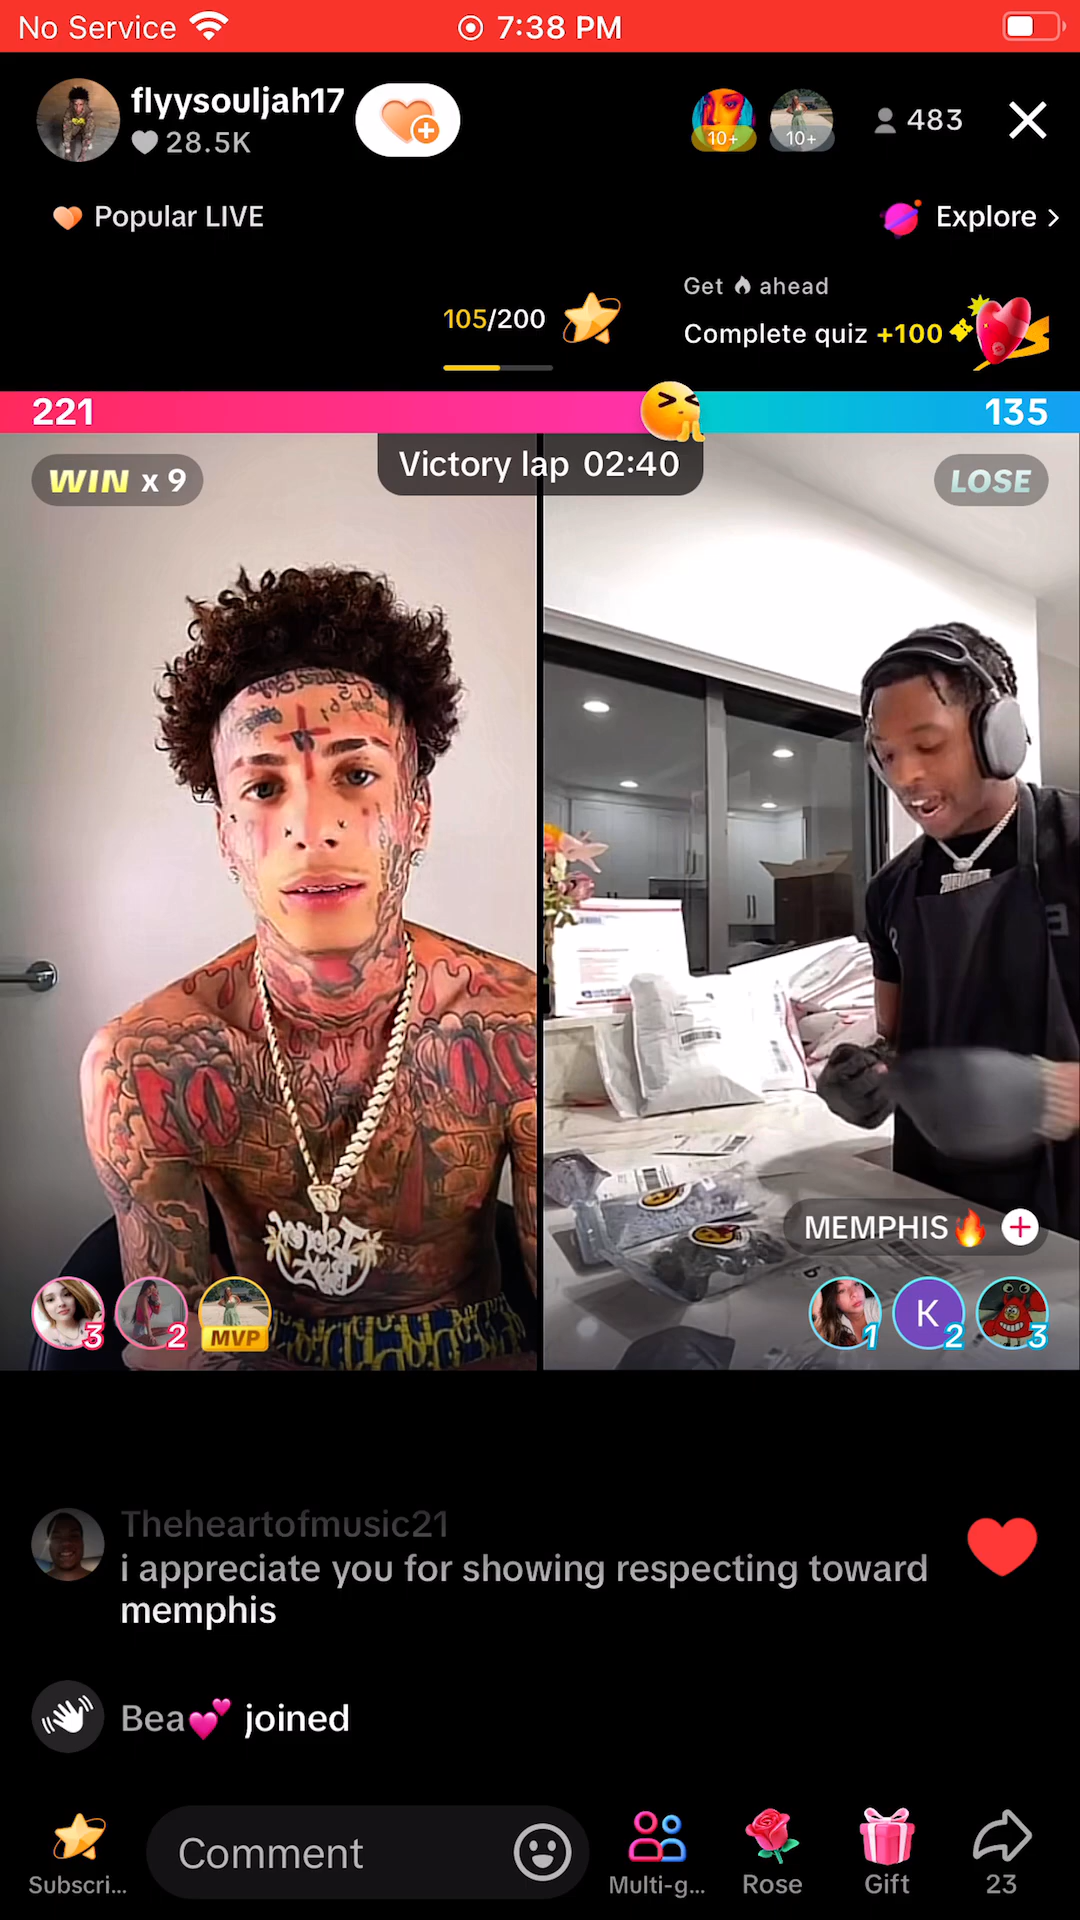 No Service
7:38 PM
flyysouljah17
28.5K
10+
10+
483
Popular LIVE
Explore
105/200
Get ahead
Complete quiz +100
221
135
Victory lap 02:40
WIN x 9
LOSE
MEMPHIS🔥
3
2
MVP
1
K
2
3
Theheartofmusic21
i appreciate you for showing respecting toward
memphis
Bea💕 joined
Subscri...
Comment
Multi-g...
Rose
Gift
23